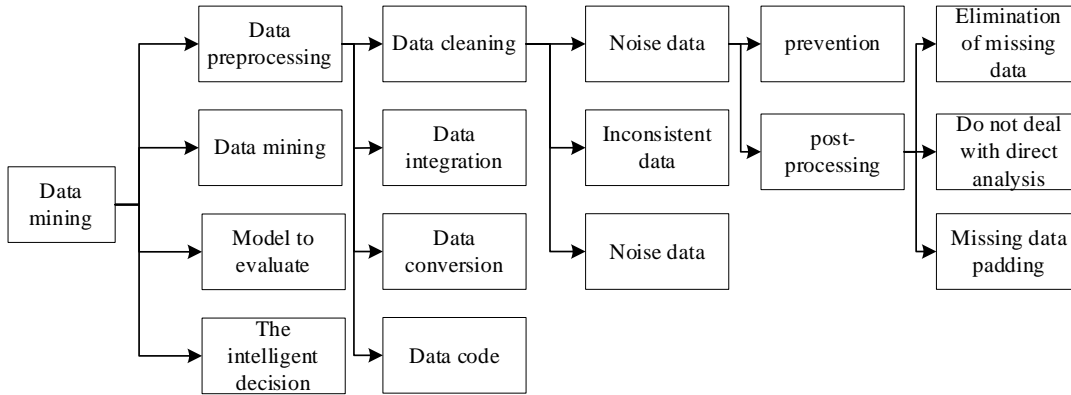 Data
mining
Data
preprocessing
Data mining
Model to
evaluate
The
intelligent
decision
Data cleaning
Data
integration
Data
conversion
Data code
Noise data
Inconsistent
data
Noise data
prevention
post-
processing
Elimination
of missing
data
Do not deal
with direct
analysis
Missing data
padding